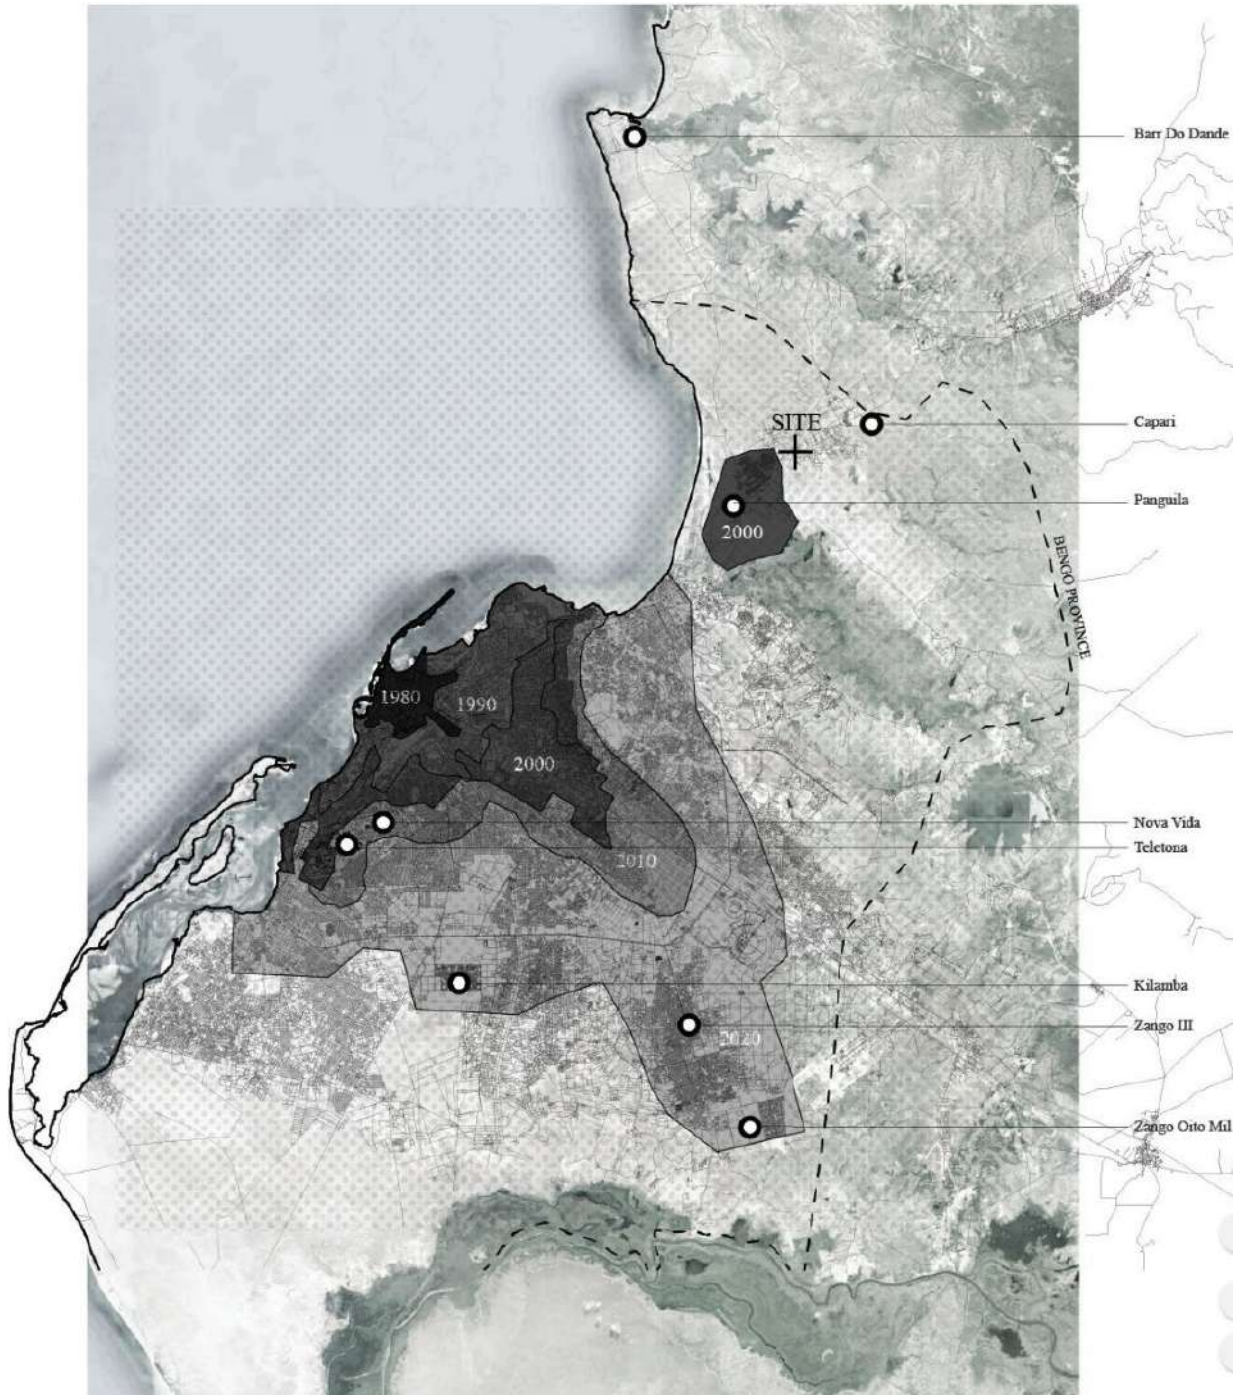 Barr Do Dande
SITE
Capari
Panguila
2000
BENGO PROVINCE
1980
1990
2000
Nova Vida
Teletona
2010
Kilamba
Zango III
2020
Zango Oito Mil